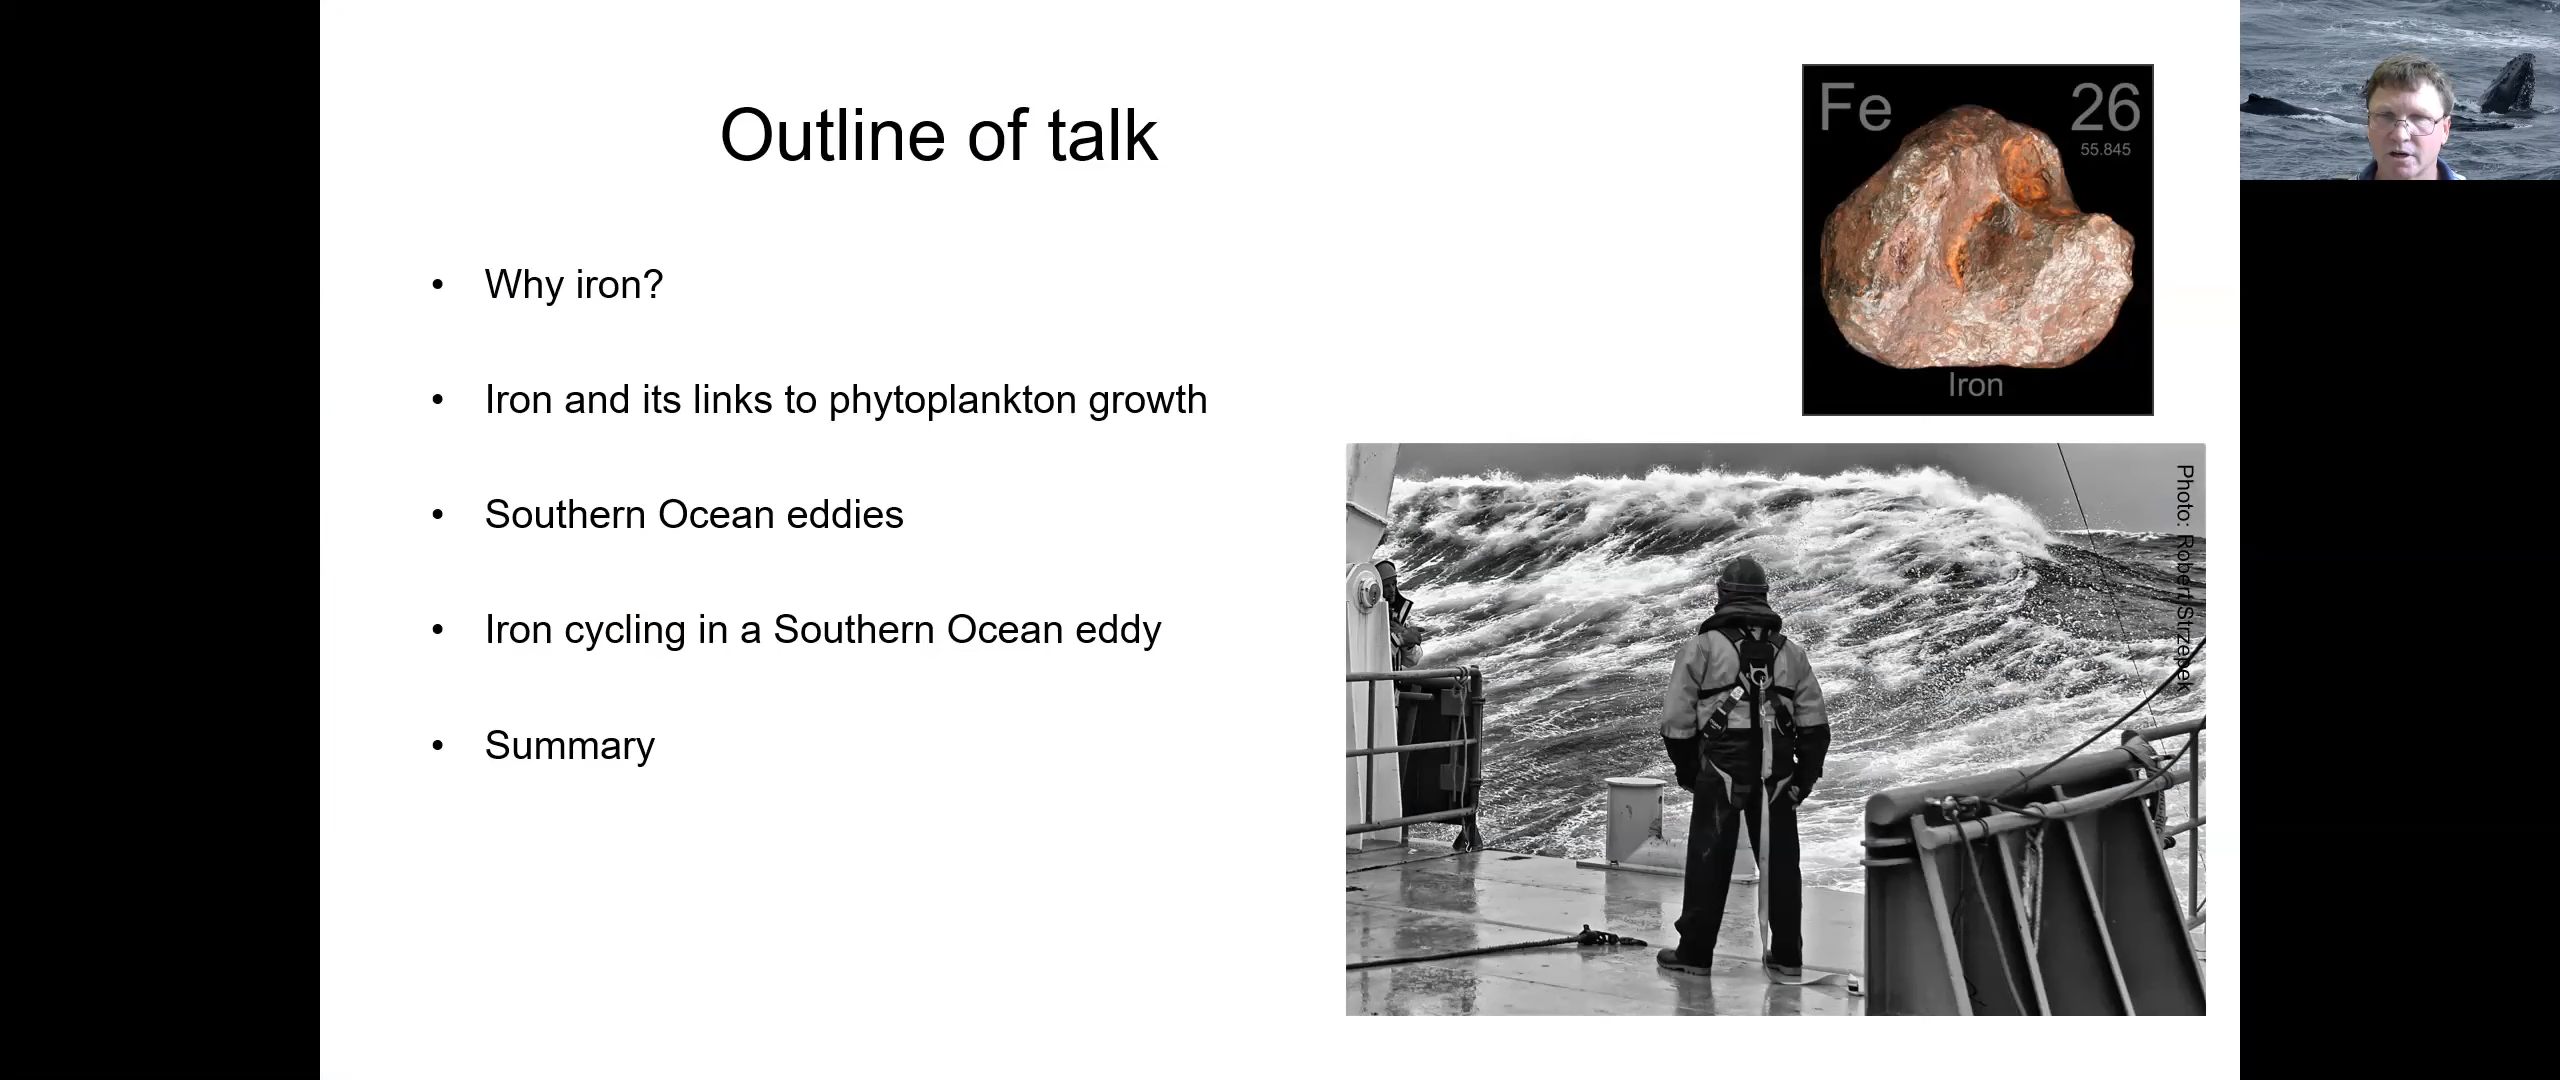 Outline of talk
• Why iron?
• Iron and its links to phytoplankton growth
• Southern Ocean eddies
• Iron cycling in a Southern Ocean eddy
• Summary
Fe
26
55.845
Iron
Photo: Robert Strzepek